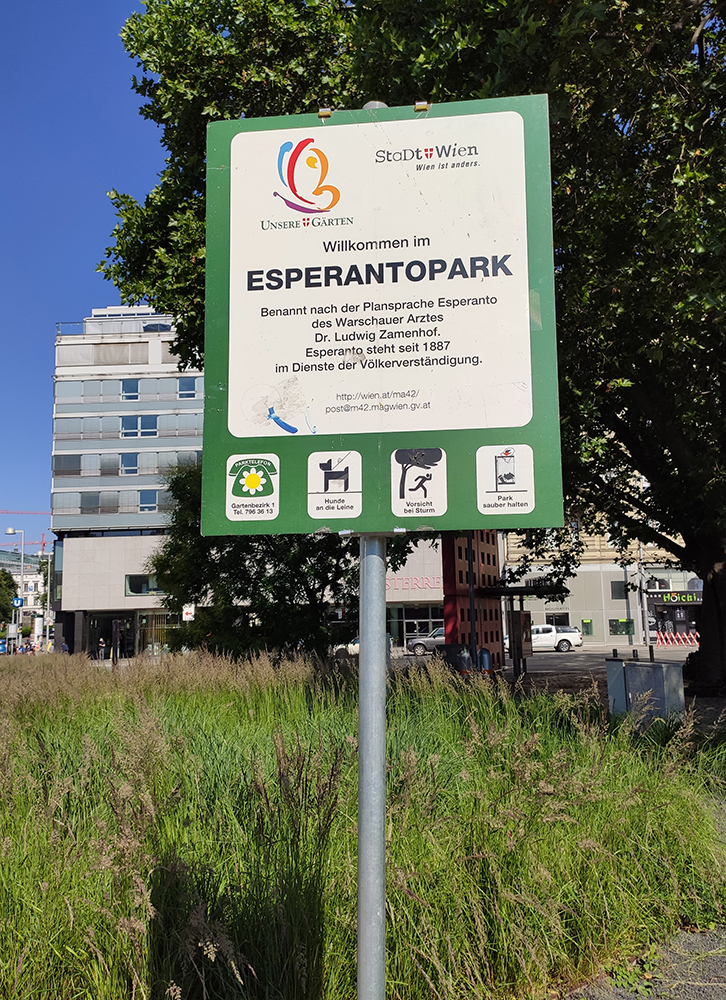 UNSERE GÄRTEN
StaDt Wien
Wien ist anders.
Willkommen im
ESPERANTOPARK
Benannt nach der Plansprache Esperanto
des Warschauer Arztes
Dr. Ludwig Zamenhof.
Esperanto steht seit 1887
im Dienste der Völkerverständigung.
http://wien.at/ma42/
post@m42.magwien.gv.at
PARKTELEFON
Gartenbezirk 1
Tel. 796 36 13
Hunde
an die Leine
Vorsicht
bei Sturm
Park
sauber halten
STERRE